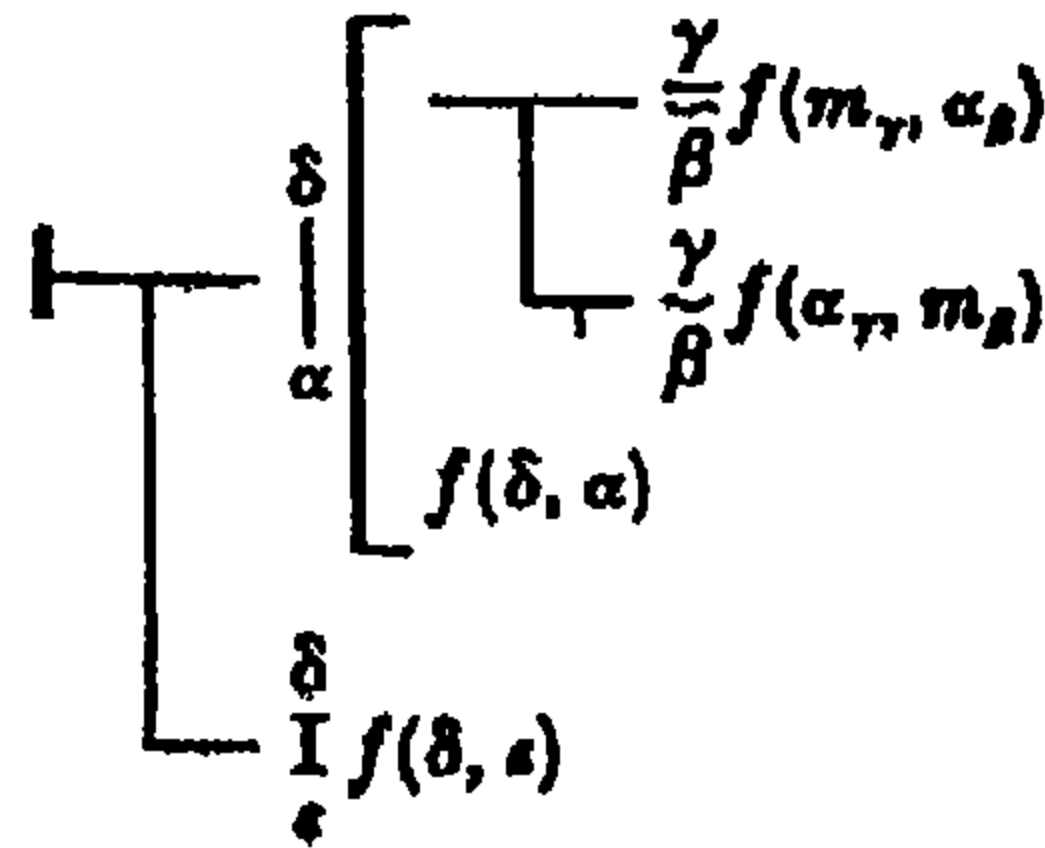 γ
β f(m_γ, α_β)
δ
α
γ
β f(α_γ, m_β)
f(δ, α)
δ
I f(δ, ε)
ε